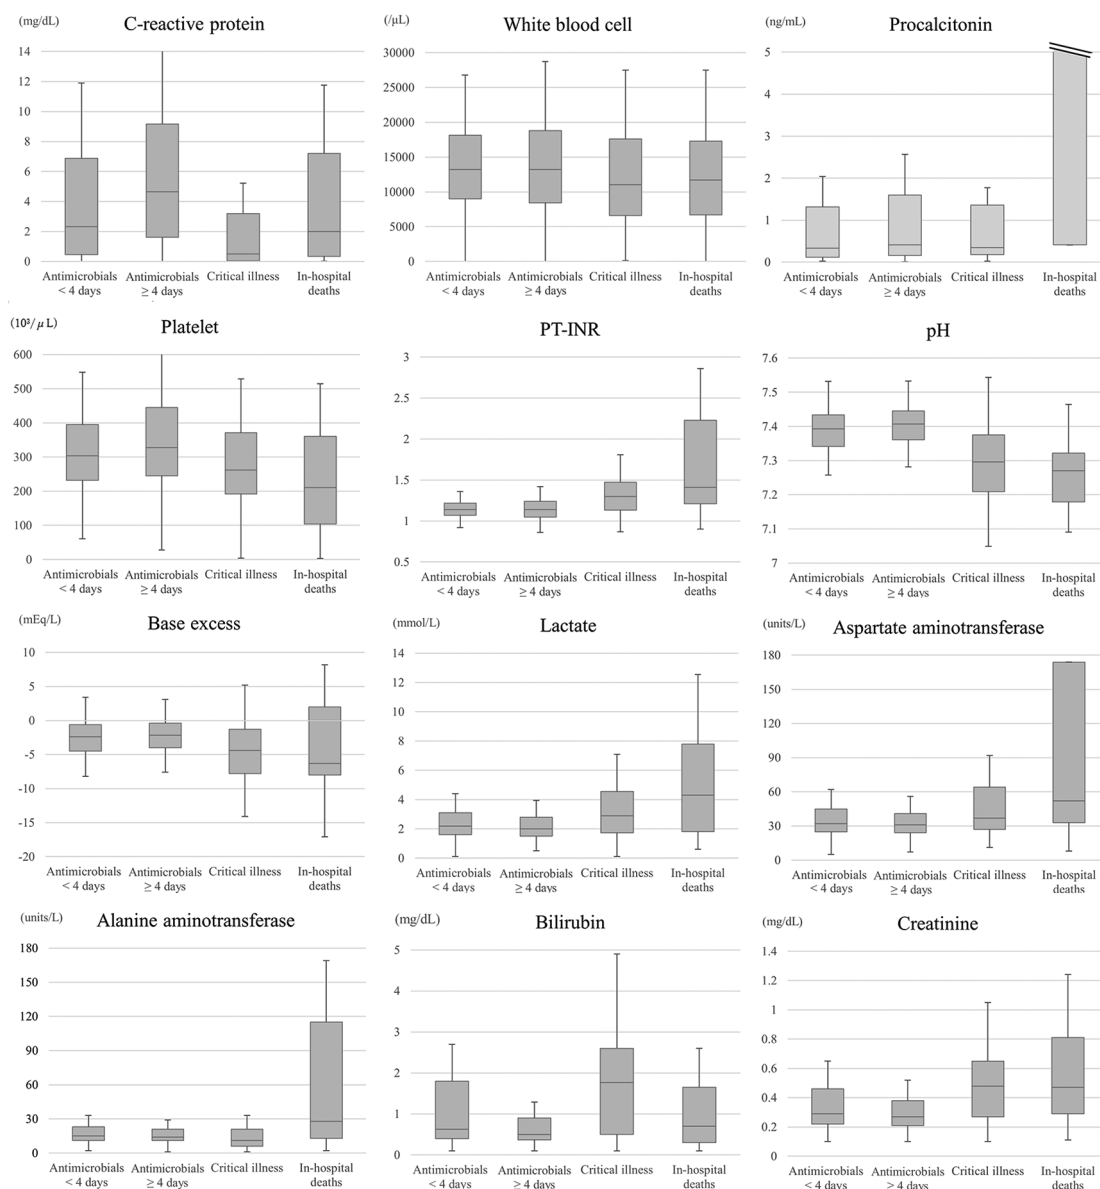 (mg/dL)
C-reactive protein
14
12
10
8
6
4
2
0
Antimicrobials
< 4 days
Antimicrobials
≥ 4 days
Critical illness
In-hospital
deaths
(/μL)
White blood cell
30000
25000
20000
15000
10000
5000
0
Antimicrobials
< 4 days
Antimicrobials
≥ 4 days
Critical illness
In-hospital
deaths
(ng/mL)
Procalcitonin
5
4
3
2
1
0
Antimicrobials
< 4 days
Antimicrobials
≥ 4 days
Critical illness
In-hospital
deaths
(10³/μL)
Platelet
600
500
400
300
200
100
0
Antimicrobials
< 4 days
Antimicrobials
≥ 4 days
Critical illness
In-hospital
deaths
PT-INR
3
2.5
2
1.5
1
0.5
Antimicrobials
< 4 days
Antimicrobials
≥ 4 days
Critical illness
In-hospital
deaths
pH
7.6
7.5
7.4
7.3
7.2
7.1
7
Antimicrobials
< 4 days
Antimicrobials
≥ 4 days
Critical illness
In-hospital
deaths
(mEq/L)
Base excess
10
5
0
-5
-10
-15
-20
Antimicrobials
< 4 days
Antimicrobials
≥ 4 days
Critical illness
In-hospital
deaths
(mmol/L)
Lactate
14
12
10
8
6
4
2
0
Antimicrobials
< 4 days
Antimicrobials
≥ 4 days
Critical illness
In-hospital
deaths
(units/L)
Aspartate aminotransferase
180
150
120
90
60
30
0
Antimicrobials
< 4 days
Antimicrobials
≥ 4 days
Critical illness
In-hospital
deaths
(units/L)
Alanine aminotransferase
180
150
120
90
60
30
0
Antimicrobials
< 4 days
Antimicrobials
≥ 4 days
Critical illness
In-hospital
deaths
(mg/dL)
Bilirubin
5
4
3
2
1
0
Antimicrobials
< 4 days
Antimicrobials
≥ 4 days
Critical illness
In-hospital
deaths
(mg/dL)
Creatinine
1.4
1.2
1
0.8
0.6
0.4
0.2
0
Antimicrobials
< 4 days
Antimicrobials
≥ 4 days
Critical illness
In-hospital
deaths